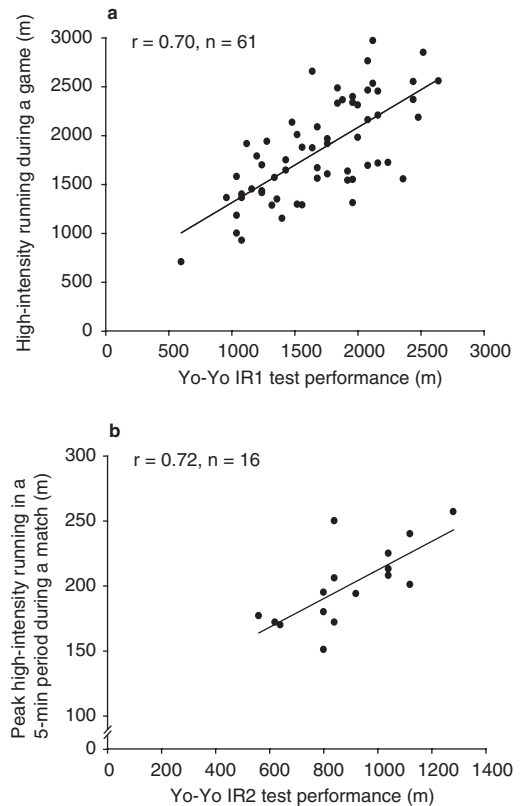 a
r = 0.70, n = 61
High-intensity running during a game (m)
3000
2500
2000
1500
1000
500
0
0 500 1000 1500 2000 2500 3000
Yo-Yo IR1 test performance (m)
b
r = 0.72, n = 16
Peak high-intensity running in a
5-min period during a match (m)
300
250
200
150
100
0
0 200 400 600 800 1000 1200 1400
Yo-Yo IR2 test performance (m)